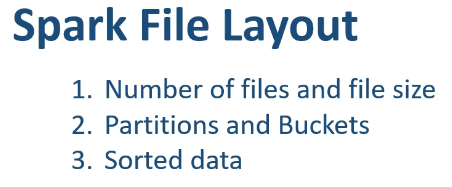 Spark File Layout
1. Number of files and file size
2. Partitions and Buckets
3. Sorted data